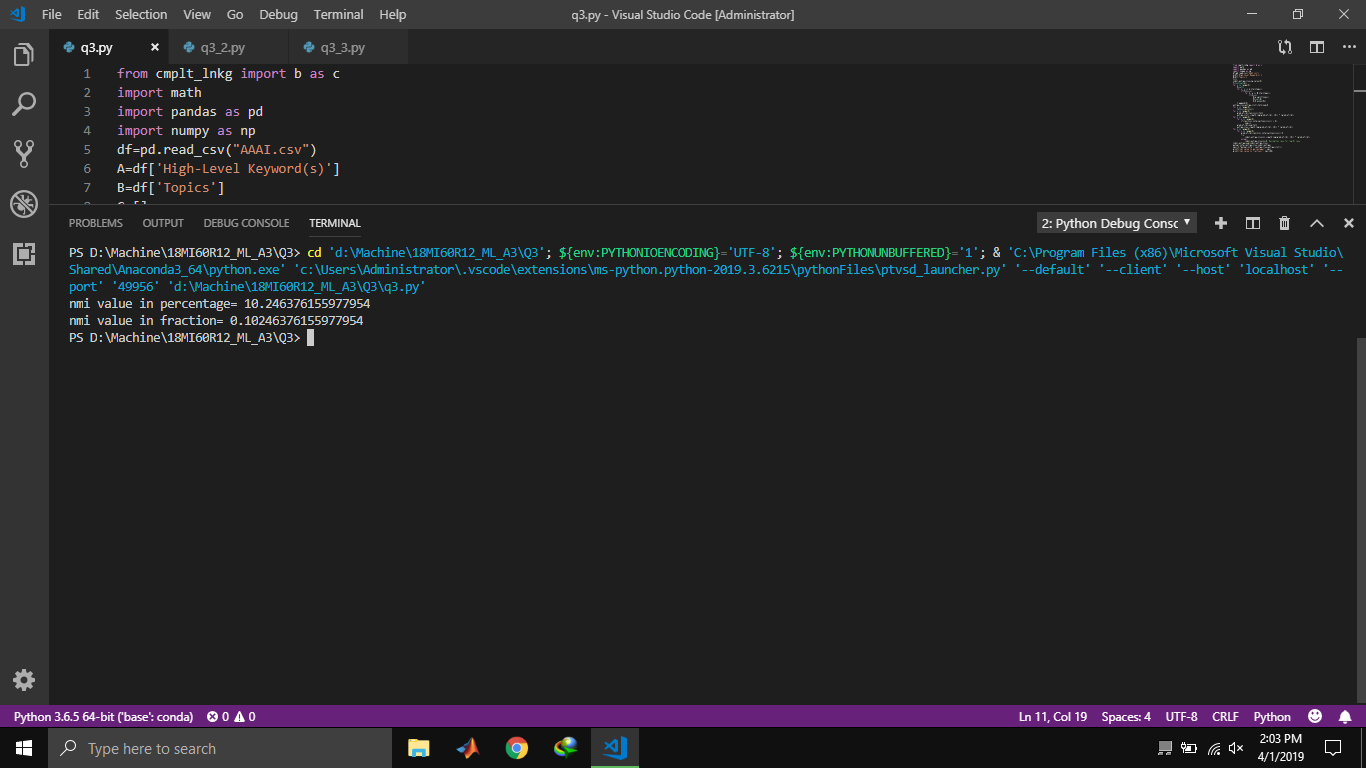 File Edit Selection View Go Debug Terminal Help q3.py - Visual Studio Code [Administrator]
q3.py q3_2.py q3_3.py
1 from cmplt_lnkg import b as c
2 import math
3 import pandas as pd
4 import numpy as np
5 df=pd.read_csv("AAAI.csv")
6 A=df['High-Level Keyword(s)']
7 B=df['Topics']
PROBLEMS OUTPUT DEBUG CONSOLE TERMINAL 2: Python Debug Consc
PS D:\Machine\18MI60R12_ML_A3\Q3> cd 'd:\Machine\18MI60R12_ML_A3\Q3'; ${env:PYTHONIOENCODING}='UTF-8'; ${env:PYTHONUNBUFFERED}='1'; & 'C:\Program Files (x86)\Microsoft Visual Studio\
Shared\Anaconda3_64\python.exe' 'c:\Users\Administrator\.vscode\extensions\ms-python.python-2019.3.6215\pythonFiles\ptvsd_launcher.py' '--default' '--client' '--host' 'localhost' '--
port' '49956' 'd:\Machine\18MI60R12_ML_A3\Q3\q3.py'
nmi value in percentage= 10.246376155977954
nmi value in fraction= 0.10246376155977954
PS D:\Machine\18MI60R12_ML_A3\Q3>
Python 3.6.5 64-bit ('base': conda) 0 0 Ln 11, Col 19 Spaces: 4 UTF-8 CRLF Python
Type here to search
2:03 PM
4/1/2019